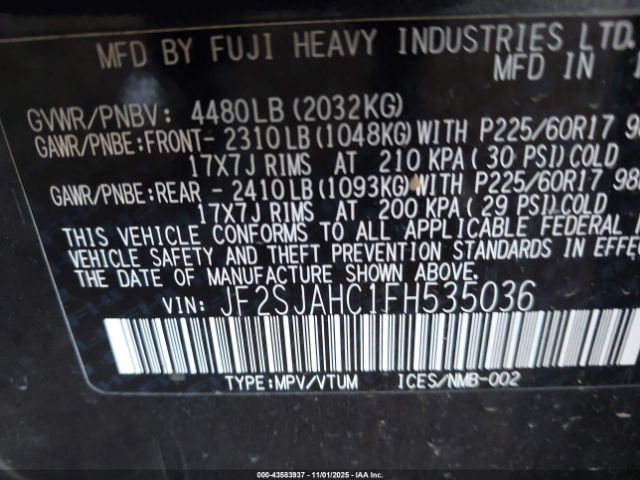 MFD BY FUJI HEAVY INDUSTRIES LTD.
MFD IN
GVWR/PNBV: 4480LB(2032KG)
GAWR/PNBE:FRONT- 2310LB(1048KG)WITH P225/60R17
17X7J RIMS AT 210 KPA(30 PSI)COLD
GAWR/PNBE:REAR - 2410LB(1093KG)WITH P225/60R17
17X7J RIMS AT 200 KPA(29 PSI)COLD
THIS VEHICLE CONFORMS TO ALL APPLICABLE FEDERAL
VEHICLE SAFETY AND THEFT PREVENTION STANDARDS IN EFFEC
THE DATE OF MANUFACTURE SHOWN ABOVE.
VIN: JF2SJAHC1FH535036
TYPE:MPV/VTUM ICES/NMB-002
000-43583937 - 11/01/2025 - IAAI.CA